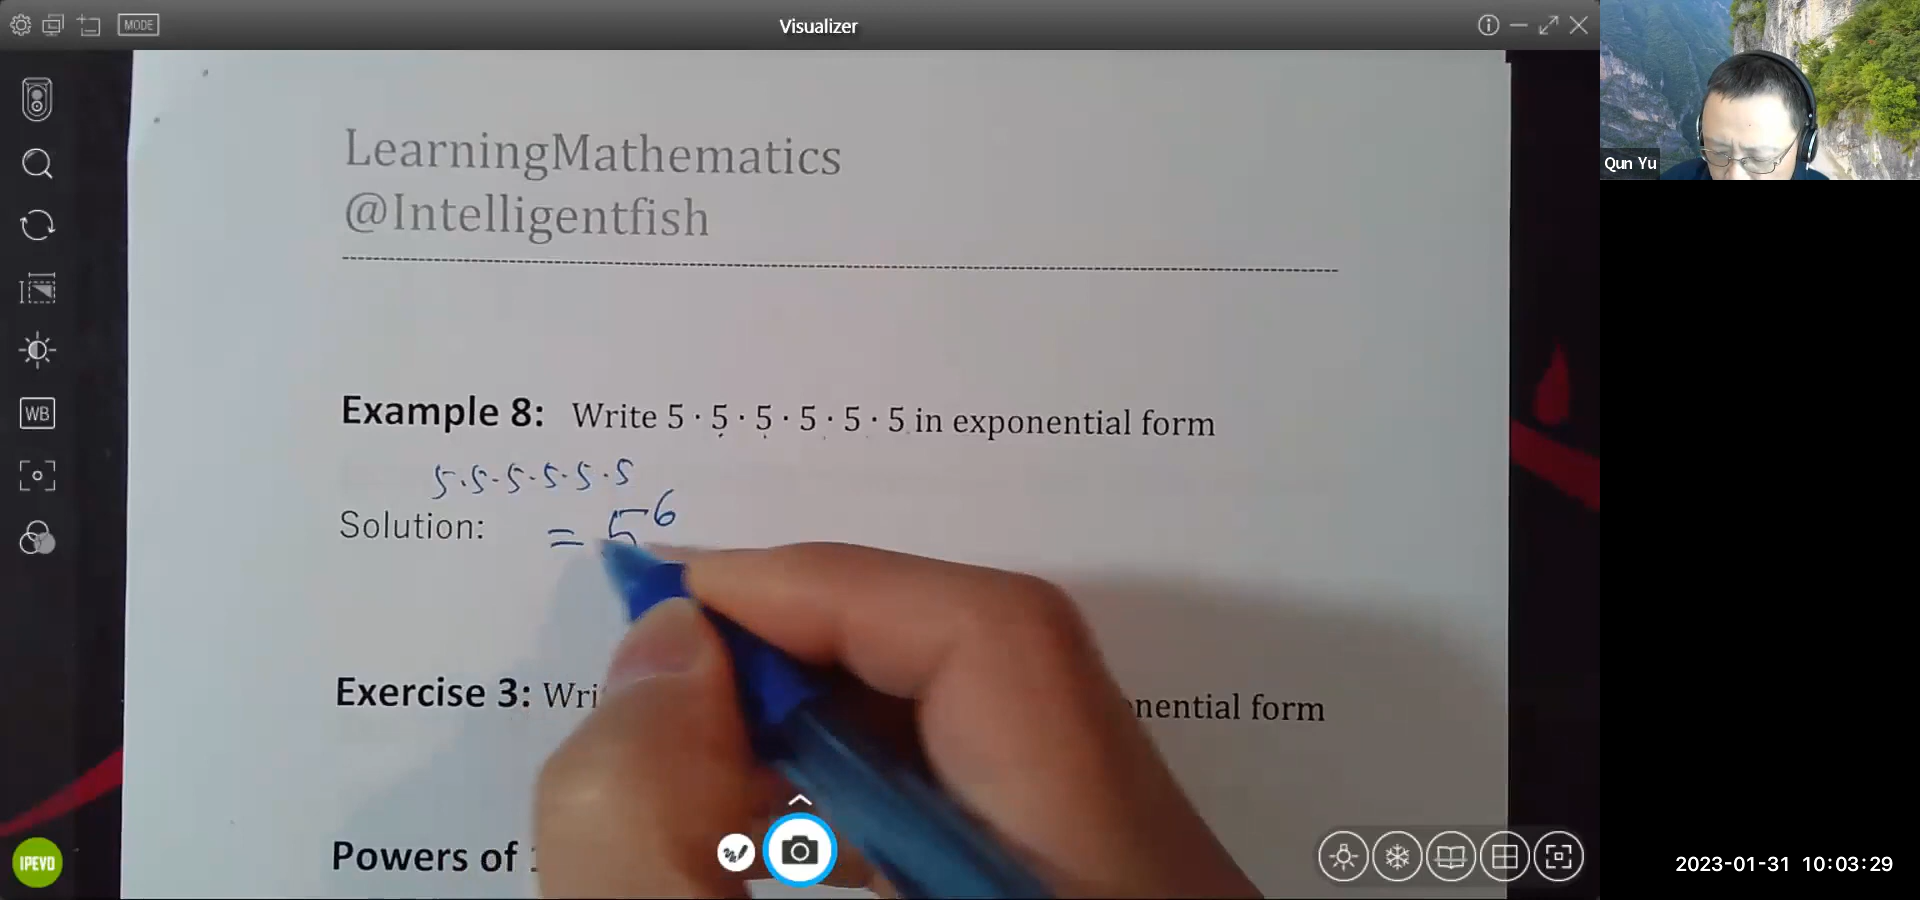 MODE
Visualizer
Qun Yu
LearningMathematics
@Intelligentfish
Example 8: Write 5 · 5 · 5 · 5 · 5 · 5 in exponential form
5·5·5·5·5·5
Solution: = 5⁶
WB
Exercise 3: Wri nential form
Powers of
IPEVO
2023-01-31 10:03:29